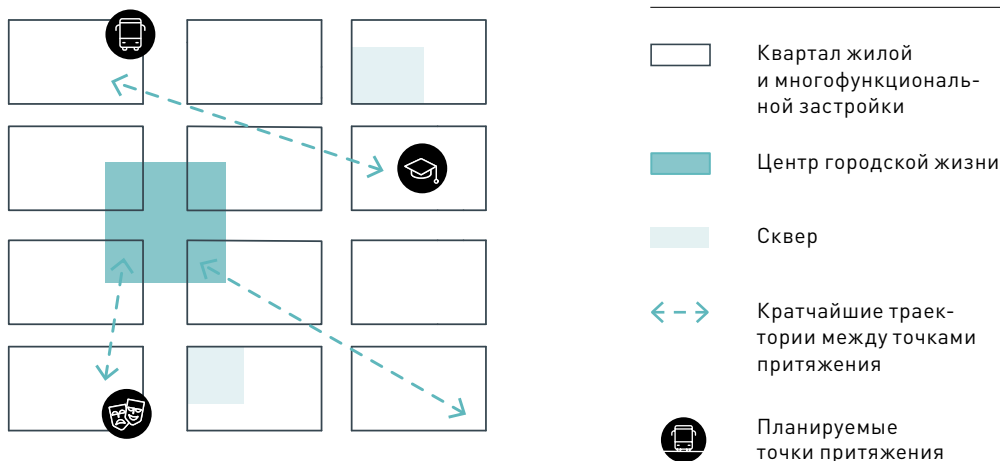 Квартал жилой
и многофункциональ-
ной застройки
Центр городской жизни
Сквер
Кратчайшие траек-
тории между точками
притяжения
Планируемые
точки притяжения